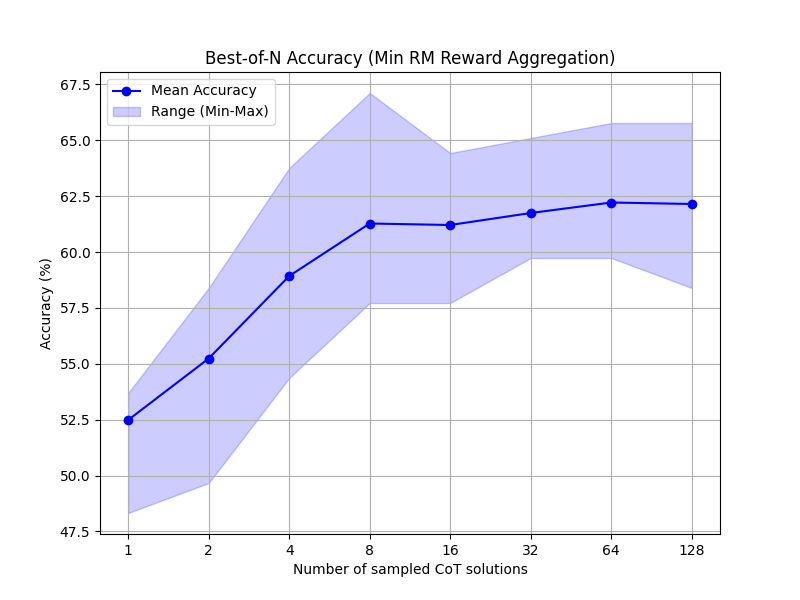 Best-of-N Accuracy (Min RM Reward Aggregation)
Mean Accuracy
Range (Min-Max)
67.5
65.0
62.5
60.0
57.5
55.0
52.5
50.0
47.5
Accuracy (%)
1 2 4 8 16 32 64 128
Number of sampled CoT solutions